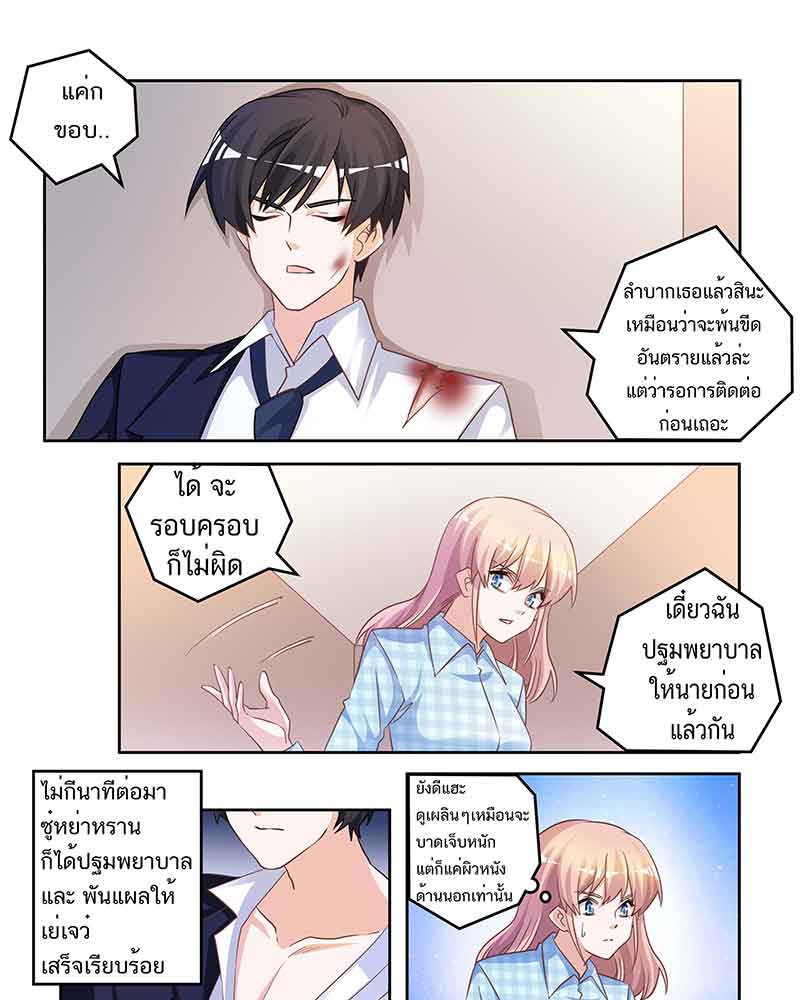 แค่ก
ขอบ..
ลำบากเธอแล้วสินะ
เหมือนว่าจะพ้นขีด
อันตรายแล้วล่ะ
แต่ว่ารอการติดต่อ
ก่อนเถอะ
ได้ จะ
รอบครอบ
ก็ไม่ผิด
เดี๋ยวฉัน
ปฐมพยาบาล
ให้นายก่อน
แล้วกัน
ไม่กีนาทีต่อมา
ซู๋หย่าหราน
ก็ได้ปฐมพยาบาล
และ พันแผลให้
เย่เจว๋
เสร็จเรียบร้อย
ยังดีแฮะ
ดูเผลินๆเหมือนจะ
บาดเจ็บหนัก
แต่ก็แค่ผิวหนัง
ด้านนอกเท่านั้น